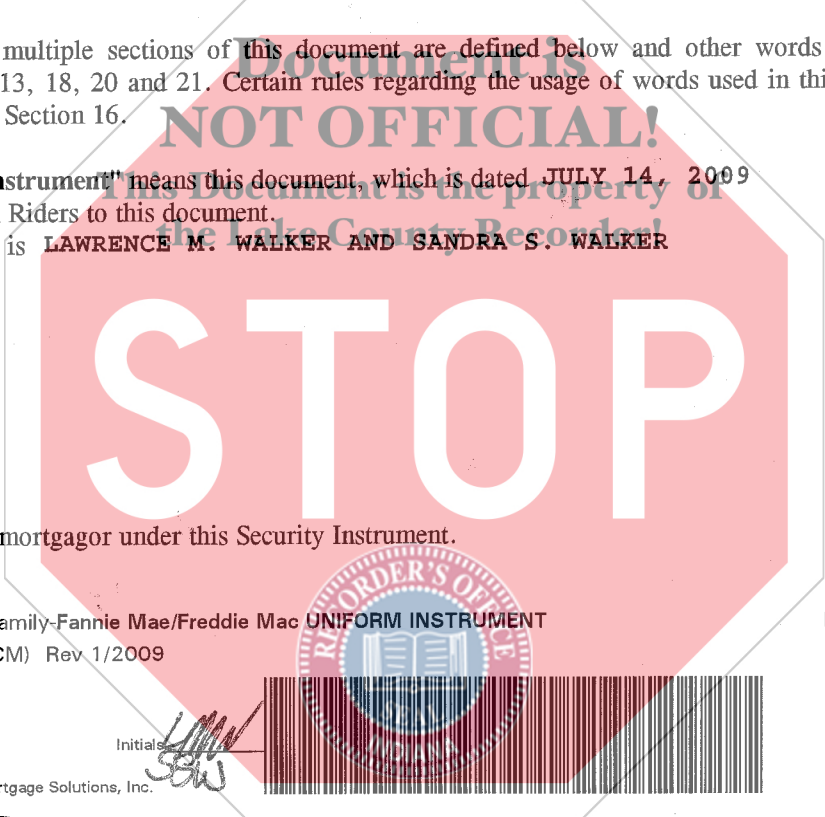 multiple sections of this document are defined below and other words
Document is
13, 18, 20 and 21. Certain rules regarding the usage of words used in thi
Section 16.
NOT OFFICIAL!
nstrument" means this document, which is dated JULY 14, 2009
This Document is the property of
Riders to this document.
the Lake County Recorder!
is LAWRENCE M. WALKER AND SANDRA S. WALKER
STOP
mortgagor under this Security Instrument.
RECORDER'S OFFICE
amily-Fannie Mae/Freddie Mac UNIFORM INSTRUMENT
CM) Rev 1/2009
SEAL
INDIANA
Initials
SSW
rtgage Solutions, Inc.